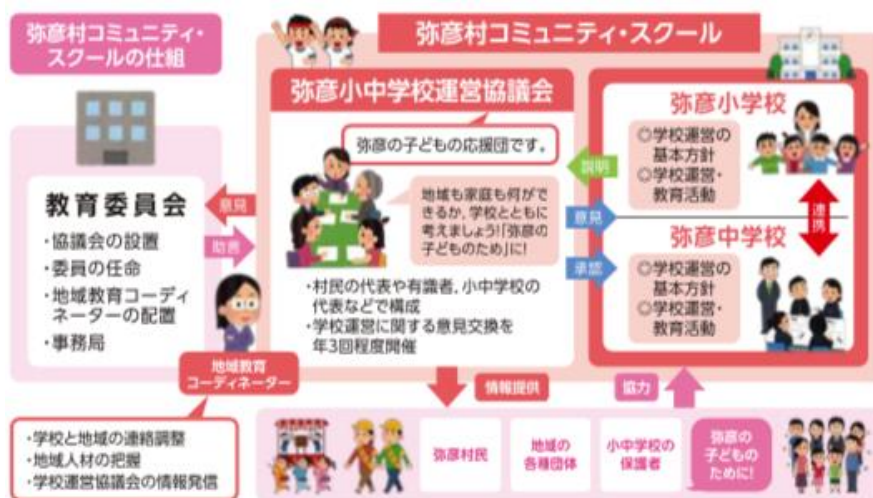 弥彦村コミュニティ・
スクールの仕組
弥彦村コミュニティ・スクール
教育委員会
・協議会の設置
・委員の任命
・地域教育コーディ
ネーターの配置
・事務局
意見
助言
地域教育
コーディネーター
・学校と地域の連絡調整
・地域人材の把握
・学校運営協議会の情報発信
弥彦小中学校運営協議会
弥彦の子どもの応援団です。
地域も家庭も何がで
きるか、学校とともに
考えましょう!「弥彦の
子どものため」に!
・村民の代表や有識者、小中学校の
代表などで構成
・学校運営に関する意見交換を
年3回程度開催
説明
意見
承認
弥彦小学校
◎学校運営の
基本方針
◎学校運営・
教育活動
連携
弥彦中学校
◎学校運営の
基本方針
◎学校運営・
教育活動
情報提供
協力
弥彦村民
地域の
各種団体
小中学校の
保護者
弥彦の
子どもの
ために!